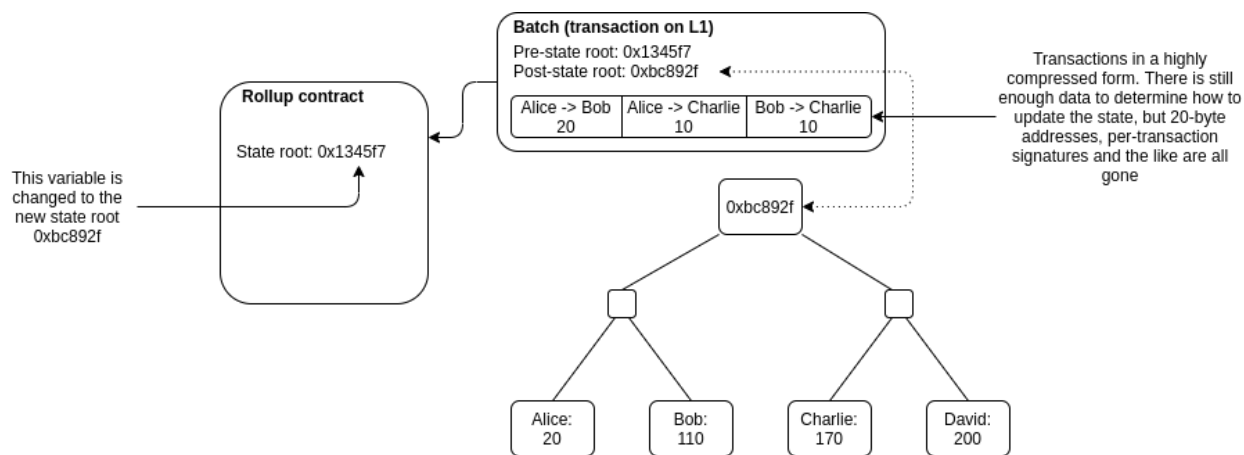 Batch (transaction on L1)
Pre-state root: 0x1345f7
Post-state root: 0xbc892f
Alice -> Bob
20
Alice -> Charlie
10
Bob -> Charlie
10
Transactions in a highly
compressed form. There is still
enough data to determine how to
update the state, but 20-byte
addresses, per-transaction
signatures and the like are all
gone
Rollup contract
State root: 0x1345f7
This variable is
changed to the
new state root
0xbc892f
0xbc892f
Alice:
20
Bob:
110
Charlie:
170
David:
200